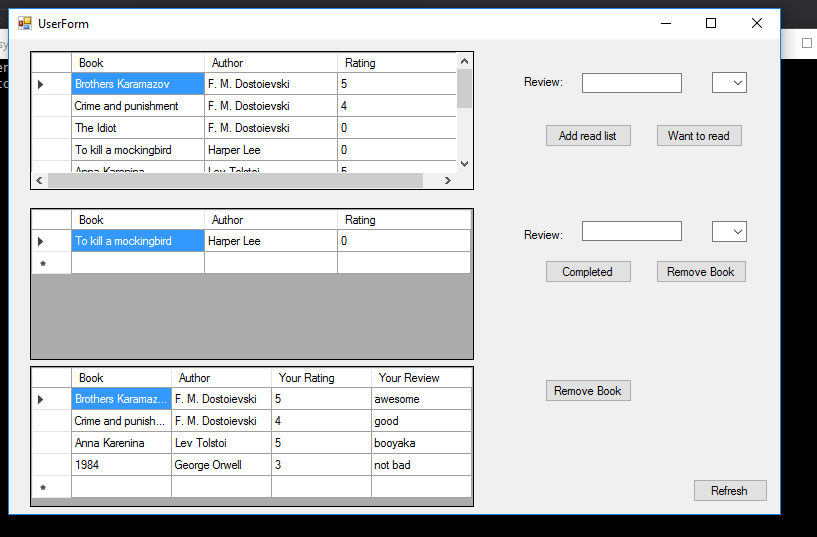 UserForm
Book Author Rating
Brothers Karamazov F. M. Dostoievski 5
Crime and punishment F. M. Dostoievski 4
The Idiot F. M. Dostoievski 0
To kill a mockingbird Harper Lee 0
Anna Karenina Lev Tolstoi 5
Review:
Add read list Want to read
Book Author Rating
To kill a mockingbird Harper Lee 0
*
Review:
Completed Remove Book
Book Author Your Rating Your Review
Brothers Karamaz... F. M. Dostoievski 5 awesome
Crime and punish... F. M. Dostoievski 4 good
Anna Karenina Lev Tolstoi 5 booyaka
1984 George Orwell 3 not bad
*
Remove Book
Refresh